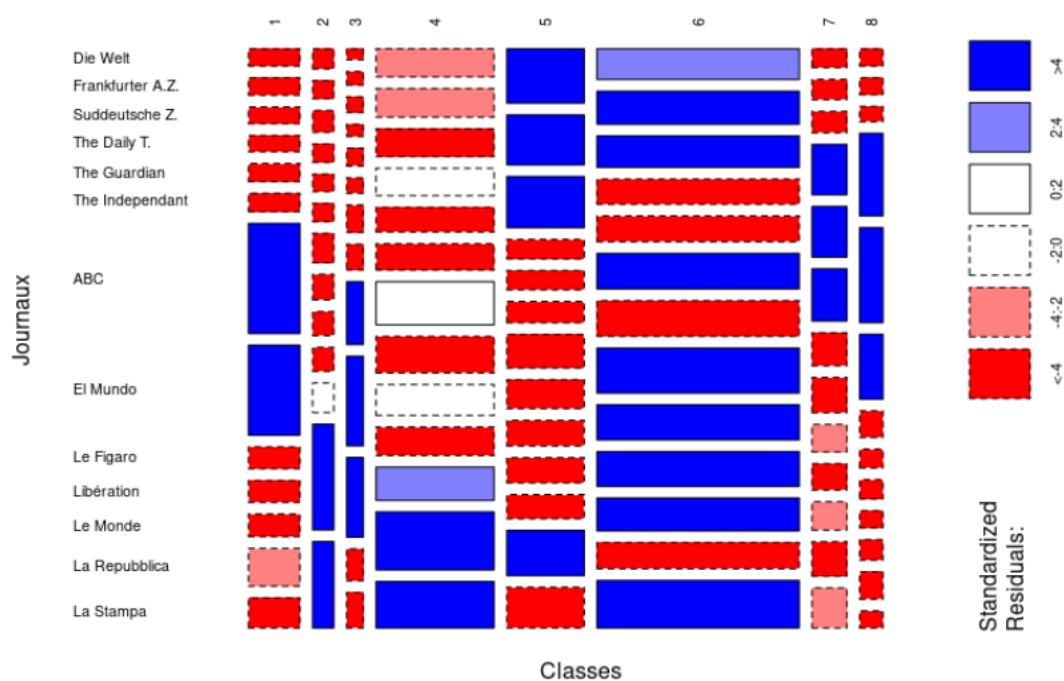 1 2 3 4 5 6 7 8
Die Welt
Frankfurter A.Z.
Suddeutsche Z.
The Daily T.
The Guardian
The Independant
ABC
El Mundo
Le Figaro
Libération
Le Monde
La Repubblica
La Stampa
Journaux
Classes
>4
2:4
0:2
-2:0
-4:-2
<-4
Standardized
Residuals: